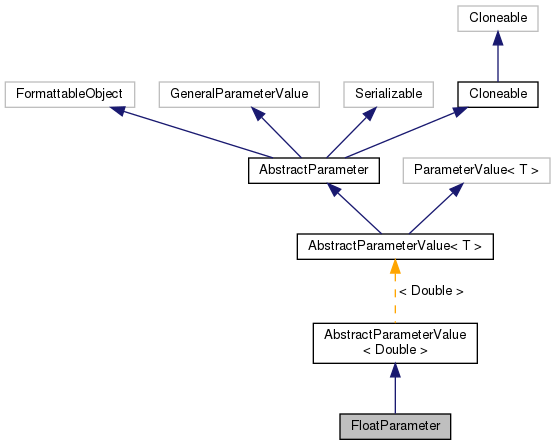 Cloneable
FormattableObject
GeneralParameterValue
Serializable
Cloneable
AbstractParameter
ParameterValue< T >
AbstractParameterValue< T >
< Double >
AbstractParameterValue
< Double >
FloatParameter